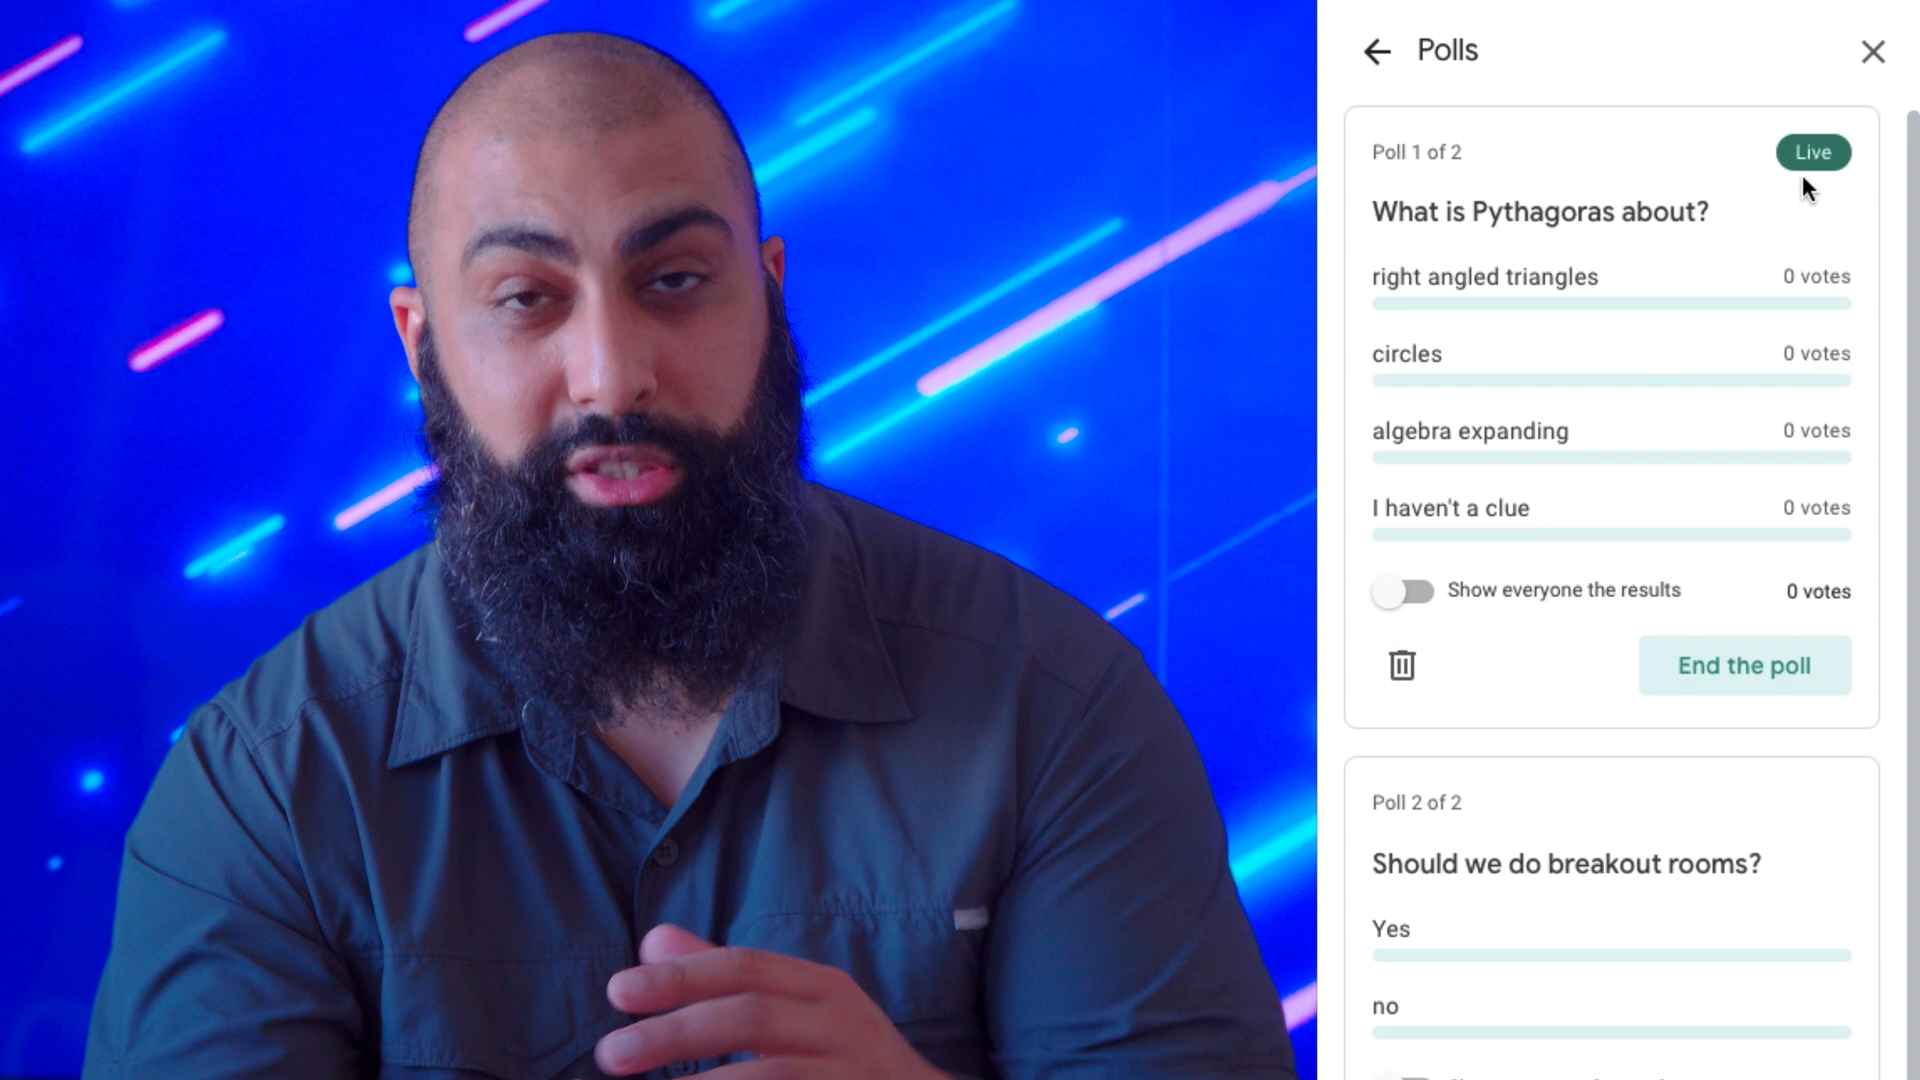 Polls
Poll 1 of 2
Live
What is Pythagoras about?
right angled triangles 0 votes
circles 0 votes
algebra expanding 0 votes
I haven't a clue 0 votes
Show everyone the results 0 votes
End the poll
Poll 2 of 2
Should we do breakout rooms?
Yes
no